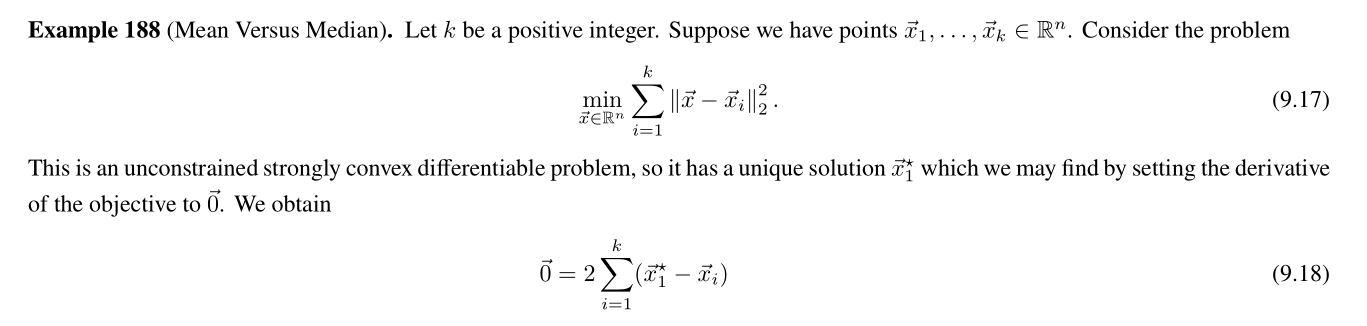 Example 188 (Mean Versus Median). Let k be a positive integer. Suppose we have points x⃗₁, . . . , x⃗ₖ ∈ ℝⁿ. Consider the problem
min_{x⃗∈ℝⁿ} ∑_{i=1}^{k} ‖x⃗ − x⃗ᵢ‖₂². (9.17)
This is an unconstrained strongly convex differentiable problem, so it has a unique solution x⃗₁⋆ which we may find by setting the derivative
of the objective to 0⃗. We obtain
0⃗ = 2 ∑_{i=1}^{k} (x⃗₁⋆ − x⃗ᵢ) (9.18)